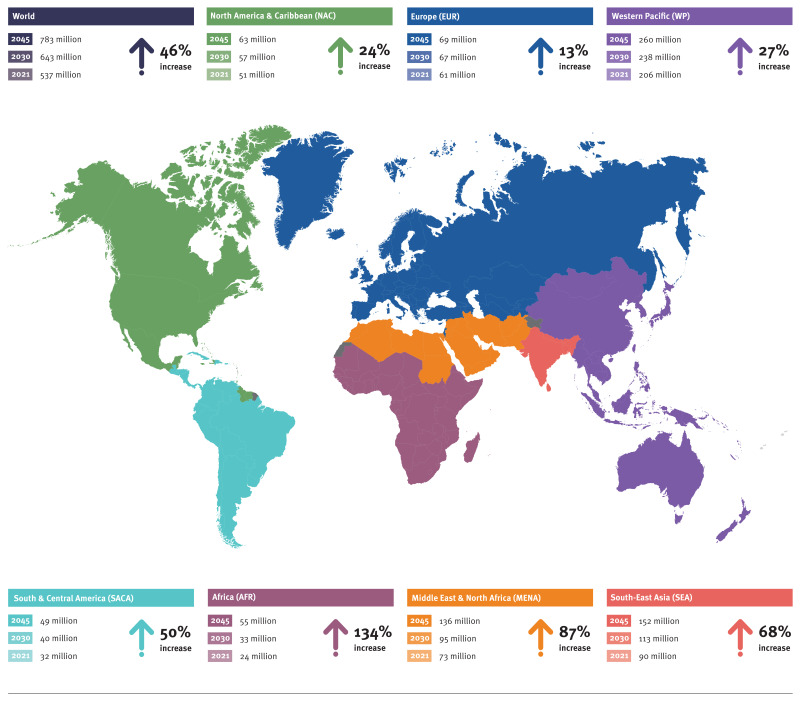 World
2045 783 million
2030 643 million
2021 537 million
46%
increase
North America & Caribbean (NAC)
2045 63 million
2030 57 million
2021 51 million
24%
increase
Europe (EUR)
2045 69 million
2030 67 million
2021 61 million
13%
increase
Western Pacific (WP)
2045 260 million
2030 238 million
2021 206 million
27%
increase
South & Central America (SACA)
2045 49 million
2030 40 million
2021 32 million
50%
increase
Africa (AFR)
2045 55 million
2030 33 million
2021 24 million
134%
increase
Middle East & North Africa (MENA)
2045 136 million
2030 95 million
2021 73 million
87%
increase
South-East Asia (SEA)
2045 152 million
2030 113 million
2021 90 million
68%
increase